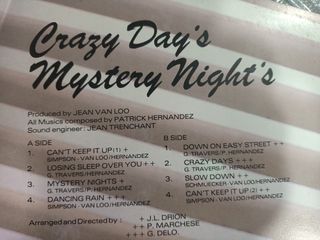 Crazy Day's
Mystery Night's
Produced by JEAN VAN LOO
All Musics composed by PATRICK HERNANDEZ
Sound engineer : JEAN TRENCHANT
A SIDE
1. CAN'T KEEP IT UP (1) +
SIMPSON - VAN LOO/HERNANDEZ
2. LOSING SLEEP OVER YOU ++
G. TRAVERS/HERNANDEZ
3. MYSTERY NIGHTS +
G. TRAVERS/P. HERNANDEZ
4. DANCING RAIN +++
SIMPSON - VAN LOO/HERNANDEZ
B SIDE
1. DOWN ON EASY STREET ++
G. TRAVERS/P. HERNANDEZ
2. CRAZY DAYS +++
G. TRAVERS/P. HERNANDEZ
3. SLOW DOWN ++
SCHMUECKER - VAN LOO/HERNANDEZ
4. CAN'T KEEP IT UP (2) ++
SIMPSON - VAN LOO/HERNANDEZ
Arranged and Directed by :
+ J.L. DRION
++ P. MARCHESE
+++ G. DELO.